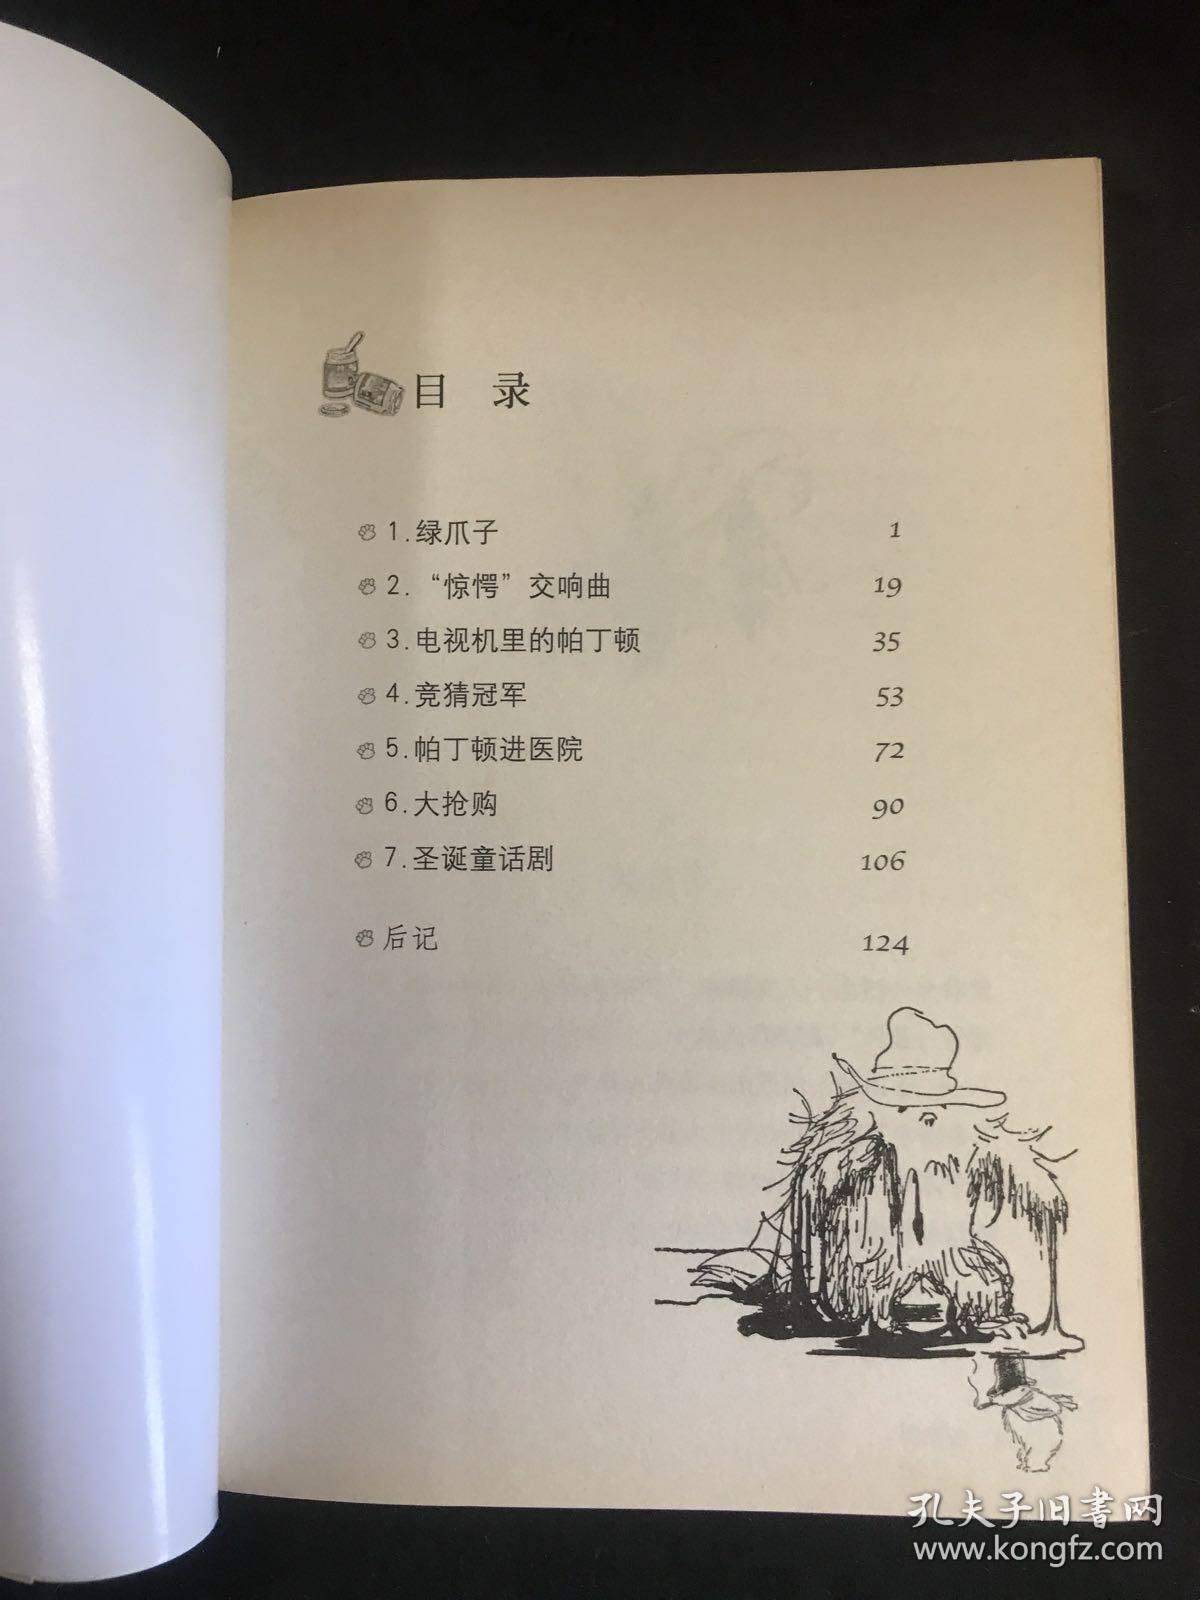 目 录
1.绿爪子 1
2.“惊愕”交响曲 19
3.电视机里的帕丁顿 35
4.竞猜冠军 53
5.帕丁顿进医院 72
6.大抢购 90
7.圣诞童话剧 106
后记 124
孔夫子旧书网
www.kongfz.com